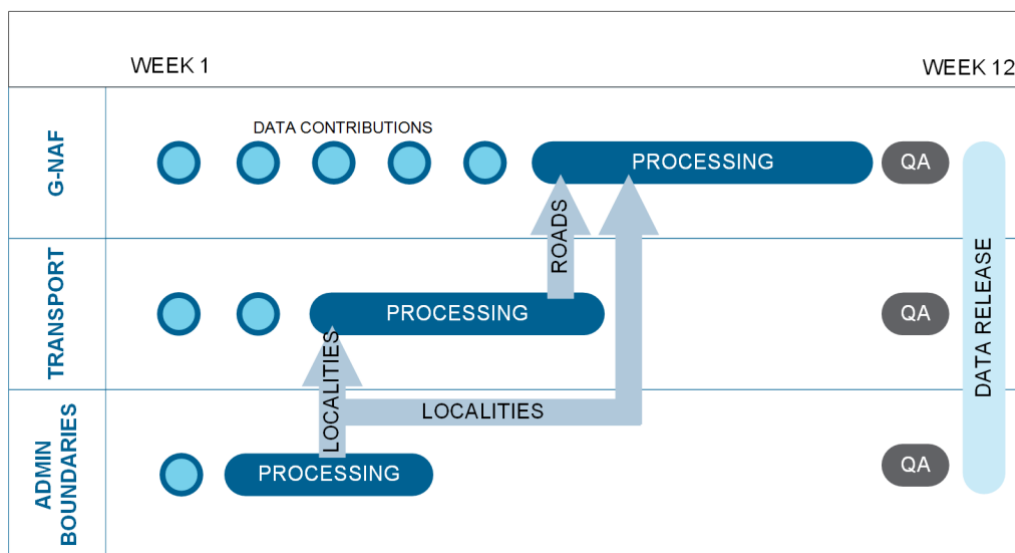 WEEK 1
WEEK 12
G-NAF
DATA CONTRIBUTIONS
PROCESSING
QA
ROADS
TRANSPORT
PROCESSING
QA
DATA RELEASE
LOCALITIES
LOCALITIES
ADMIN
BOUNDARIES
PROCESSING
QA